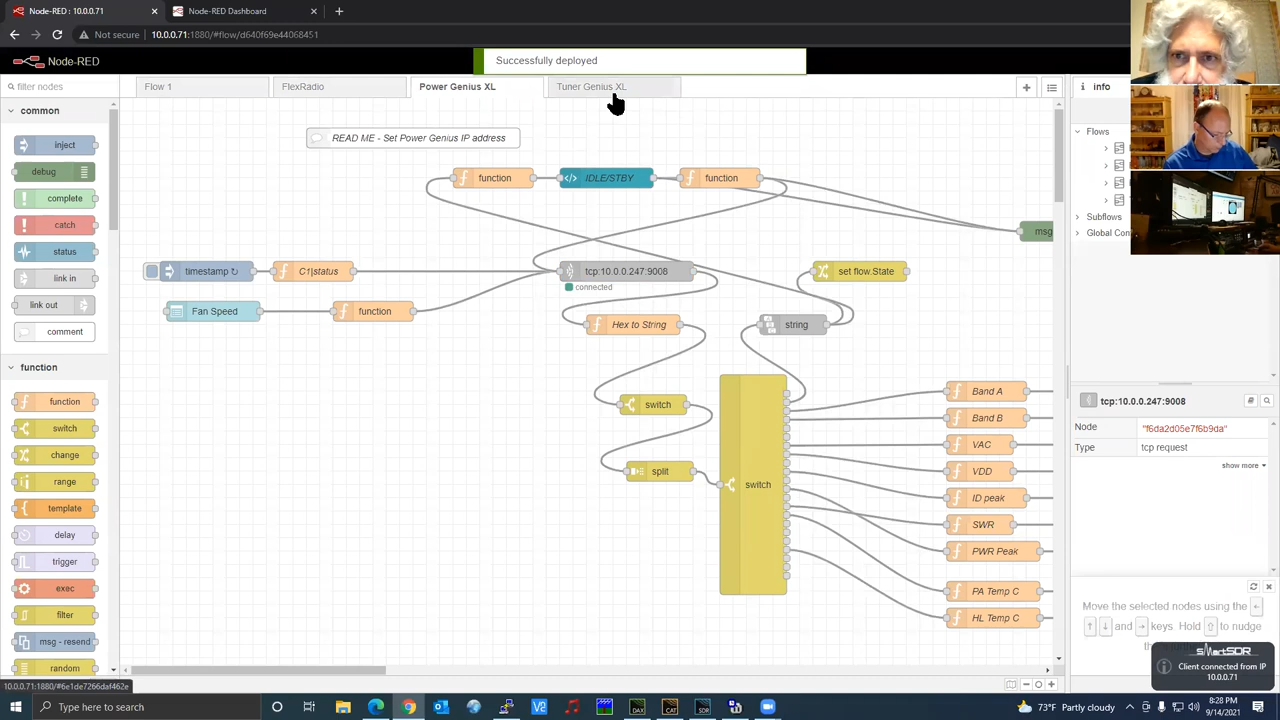 Node-RED
Node-RED Dashboard
Not secure
10.0.0.71:1880/#flow/d640f69e44068451
Node-RED
Successfully deployed
filter nodes
Flow 1
FlexRadio
Power Genius XL
Tuner Genius XL
info
common
inject
debug
complete
catch
status
link in
link out
comment
function
function
switch
change
range
template
delay
trigger
exec
filter
msg - resend
random
READ ME - Set Power Genius IP address
function
IDLE/STBY
function
msg
timestamp ↻
C1|status
tcp:10.0.0.247:9008
connected
set flow.State
Fan Speed
function
Hex to String
string
switch
split
switch
Band A
Band B
VAC
VDD
ID peak
SWR
PWR Peak
PA Temp C
HL Temp C
Flows
Subflows
Global Con
tcp:10.0.0.247:9008
Node
"f6da2d05e7f6b9da"
Type
tcp request
show more
Move the selected nodes using the ←
↑ ↓ and → keys. Hold ⇧ to nudge
smartSDR
Client connected from IP
10.0.0.71
10.0.0.71:1880/#6e1de7266daf462e
Type here to search
DAX
CAT
SDR
73°F Partly cloudy
8:28 PM
9/14/2021